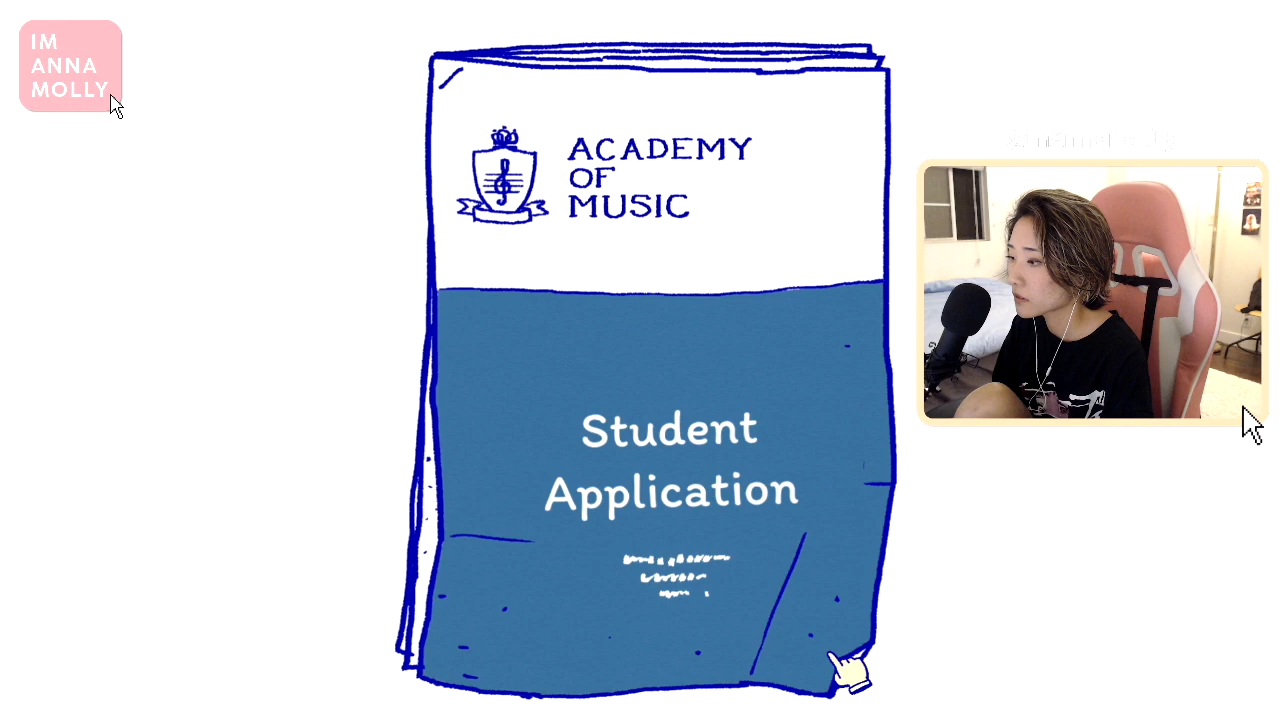 IM
ANNA
MOLLY
ACADEMY
OF
MUSIC
Student
Application